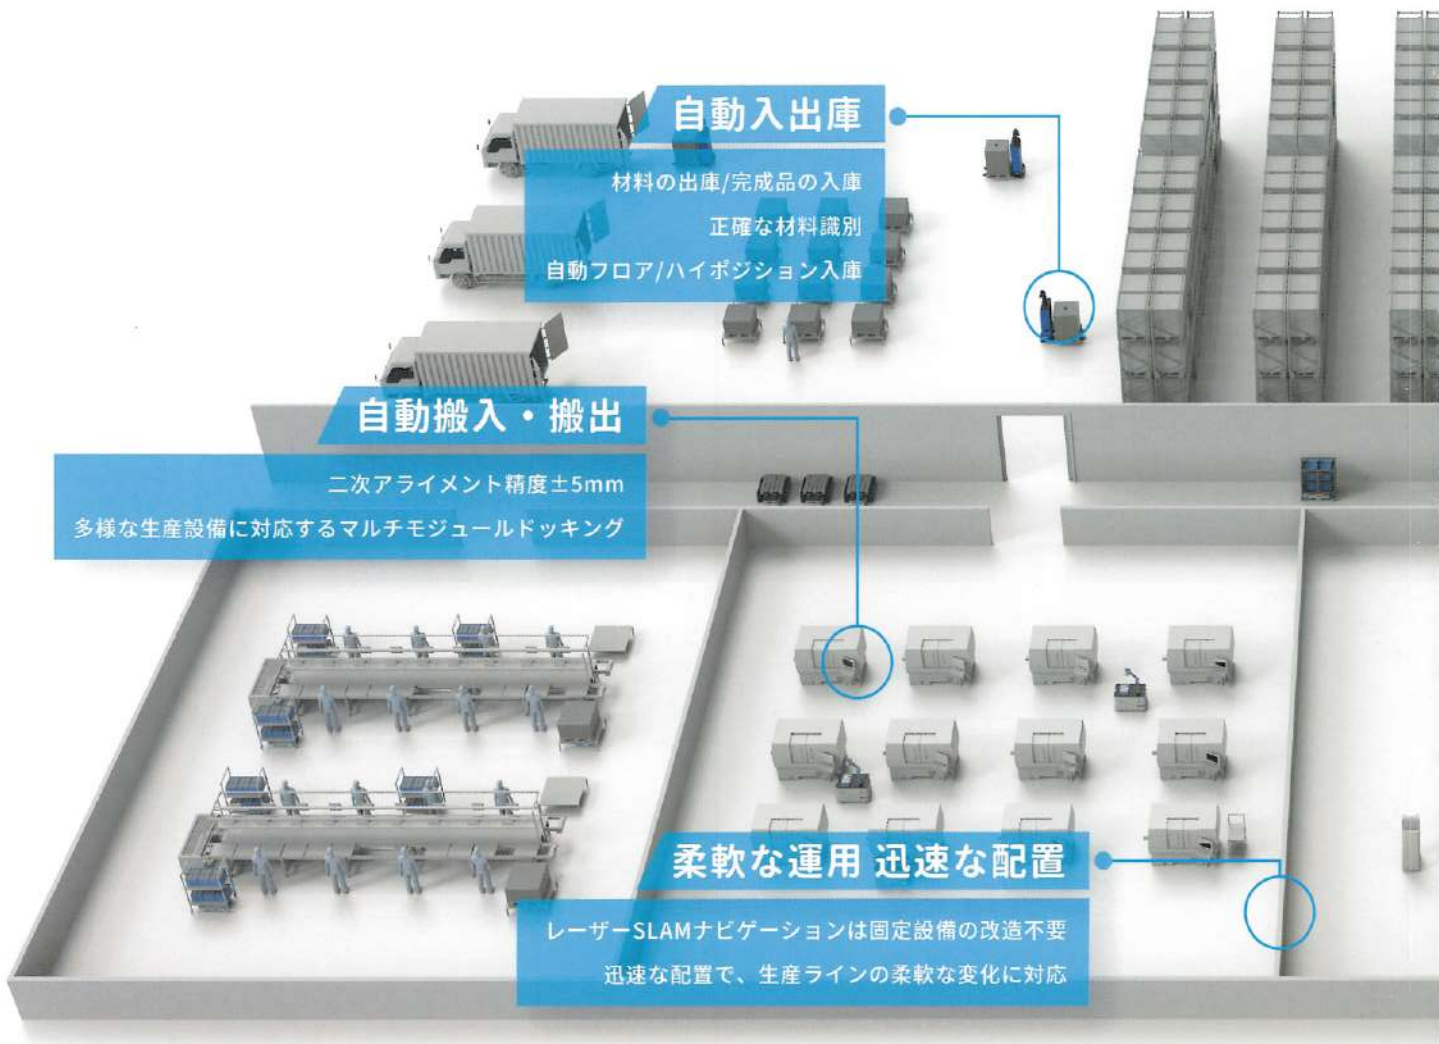 自動入出庫
材料の出庫/完成品の入庫
正確な材料識別
自動フロア/ハイポジション入庫
自動搬入・搬出
二次アライメント精度±5mm
多様な生産設備に対応するマルチモジュールドッキング
柔軟な運用 迅速な配置
レーザーSLAMナビゲーションは固定設備の改造不要
迅速な配置で、生産ラインの柔軟な変化に対応